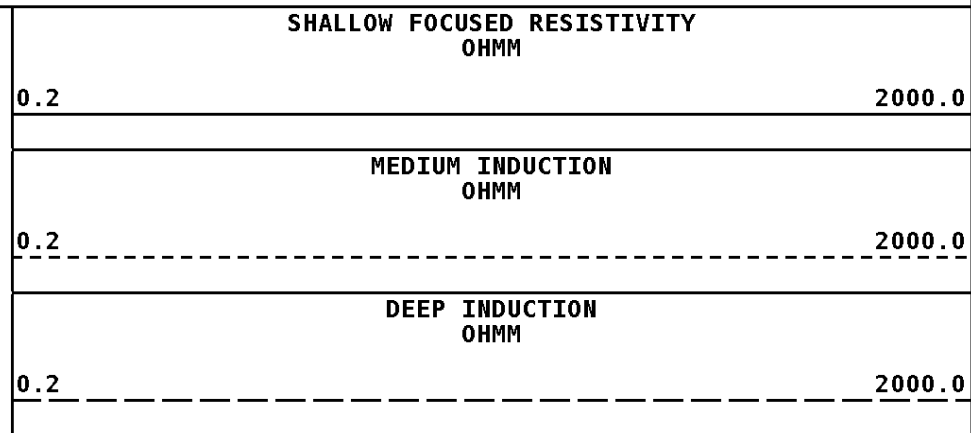 SHALLOW FOCUSED RESISTIVITY
OHMM
0.2 2000.0
MEDIUM INDUCTION
OHMM
0.2 2000.0
DEEP INDUCTION
OHMM
0.2 2000.0